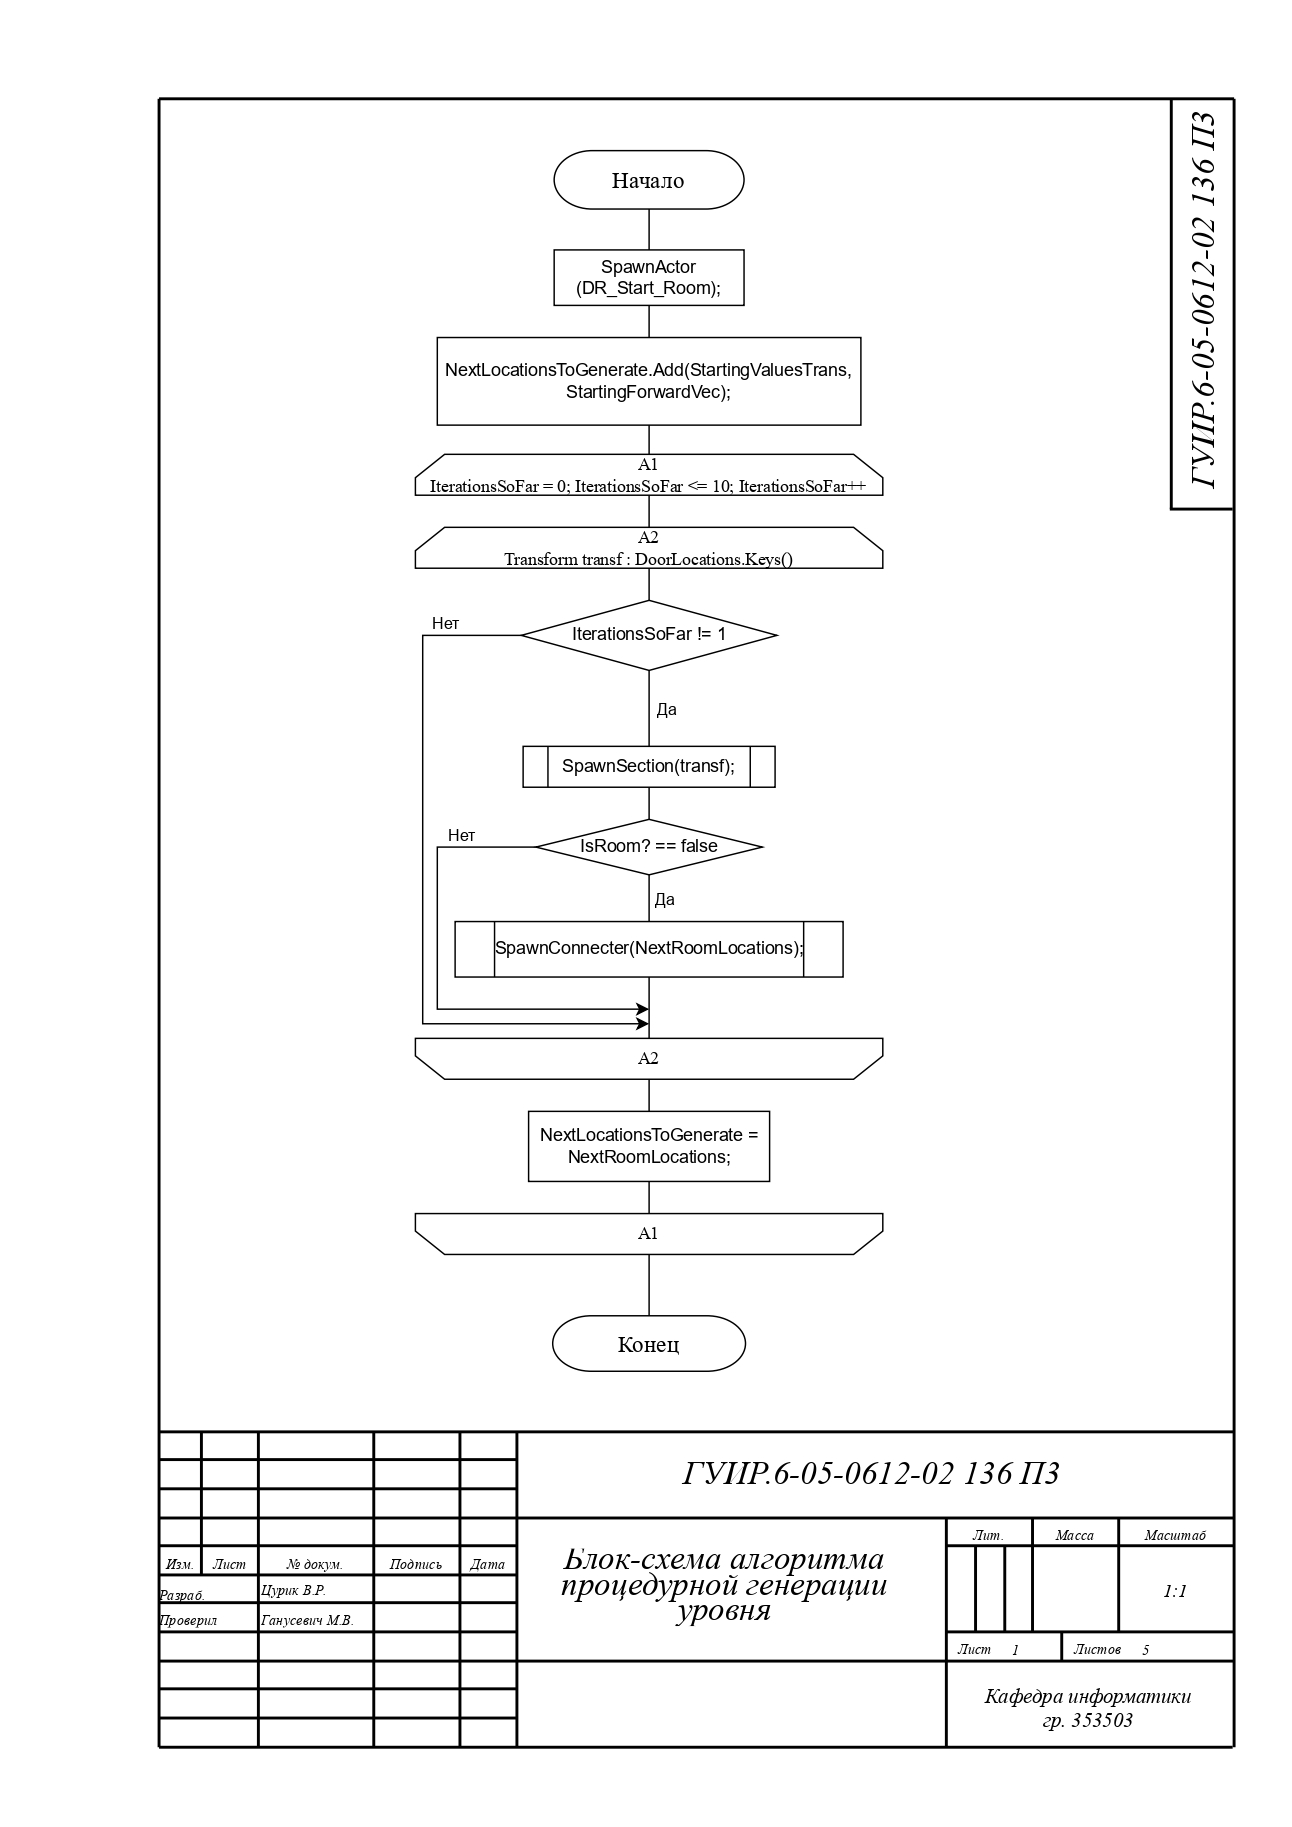 ГУИР.6-05-0612-02 136 ПЗ
Начало
SpawnActor
(DR_Start_Room);
NextLocationsToGenerate.Add(StartingValuesTrans,
StartingForwardVec);
A1
IterationsSoFar = 0; IterationsSoFar <= 10; IterationsSoFar++
A2
Transform transf : DoorLocations.Keys()
Нет
IterationsSoFar != 1
Да
SpawnSection(transf);
Нет
IsRoom? == false
Да
SpawnConnecter(NextRoomLocations);
A2
NextLocationsToGenerate =
NextRoomLocations;
A1
Конец
ГУИР.6-05-0612-02 136 ПЗ
Изм. Лист № докум. Подпись Дата
Разраб. Цурик В.Р.
Проверил Ганусевич М.В.
Блок-схема алгоритма
процедурной генерации
уровня
Лит. Масса Масштаб
1:1
Лист 1 Листов 5
Кафедра информатики
гр. 353503